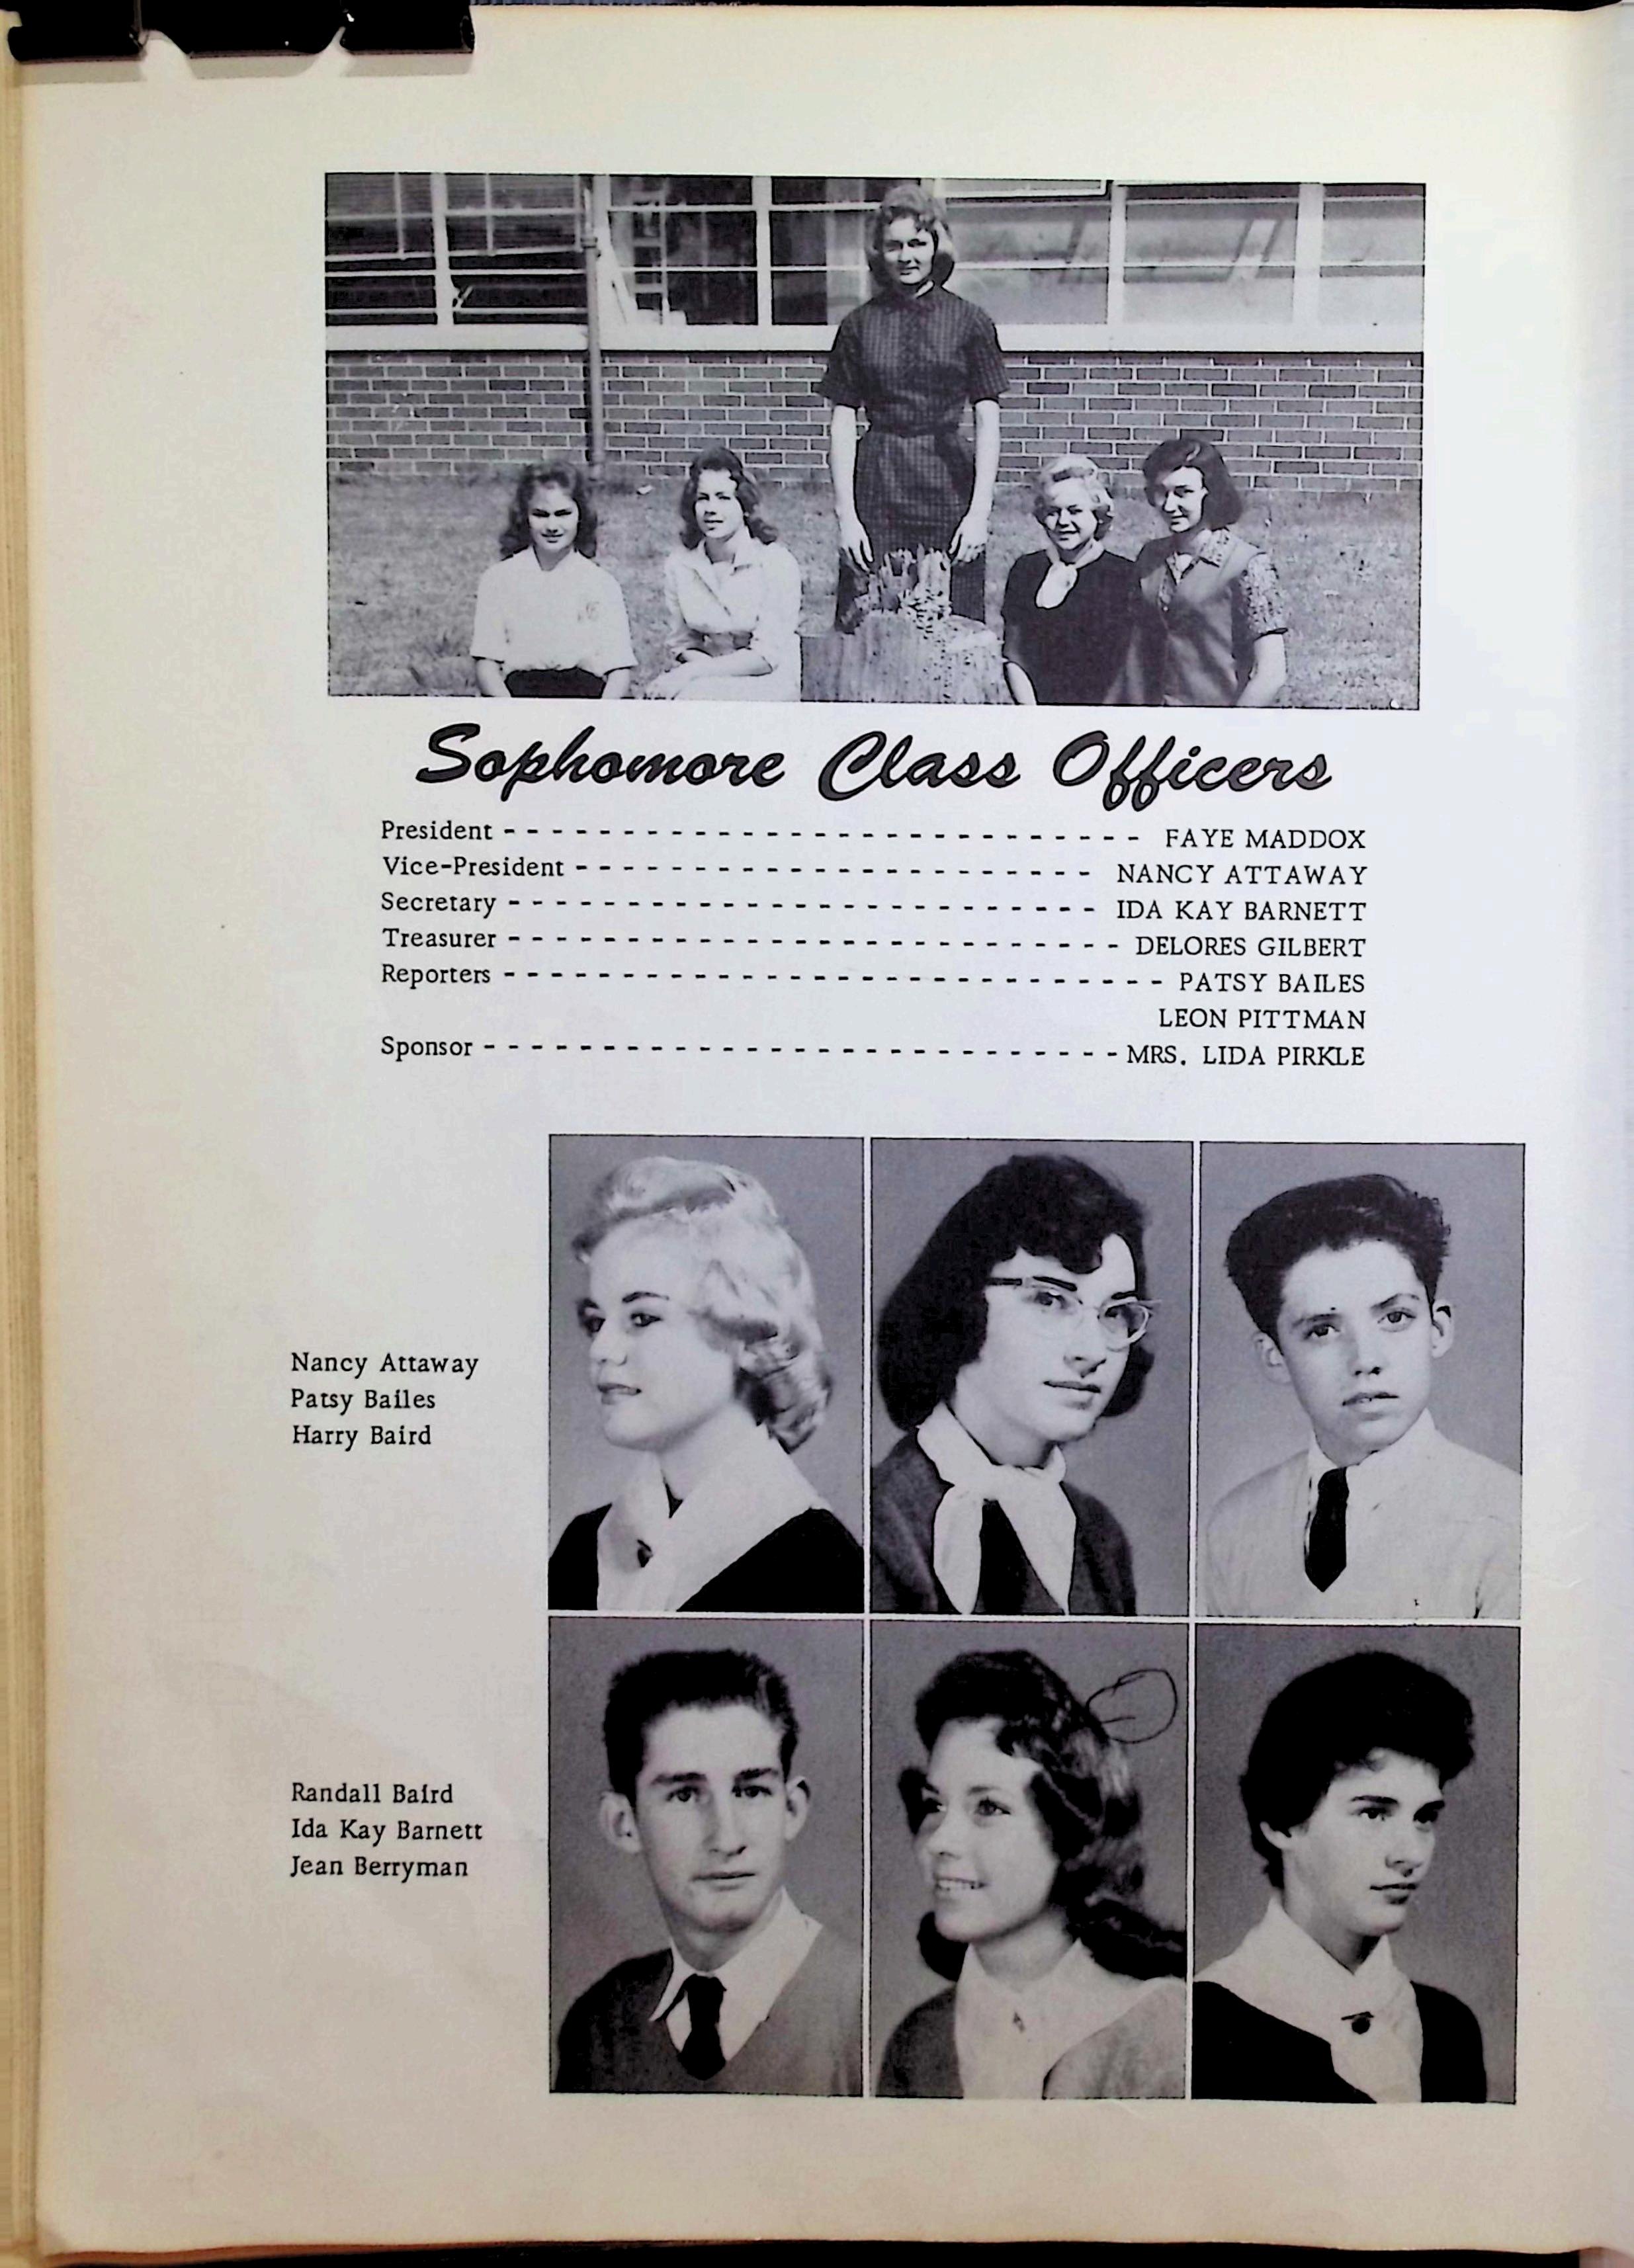 Sophomore Class Officers
President - - - - - - - - - - - - - - - - - - - - - - - - - - - FAYE MADDOX
Vice-President - - - - - - - - - - - - - - - - - - - - - - NANCY ATTAWAY
Secretary - - - - - - - - - - - - - - - - - - - - - - - - - IDA KAY BARNETT
Treasurer - - - - - - - - - - - - - - - - - - - - - - - - - - DELORES GILBERT
Reporters - - - - - - - - - - - - - - - - - - - - - - - - - - - - PATSY BAILES
LEON PITTMAN
Sponsor - - - - - - - - - - - - - - - - - - - - - - - - - - - MRS. LIDA PIRKLE
Nancy Attaway
Patsy Bailes
Harry Baird
Randall Baird
Ida Kay Barnett
Jean Berryman